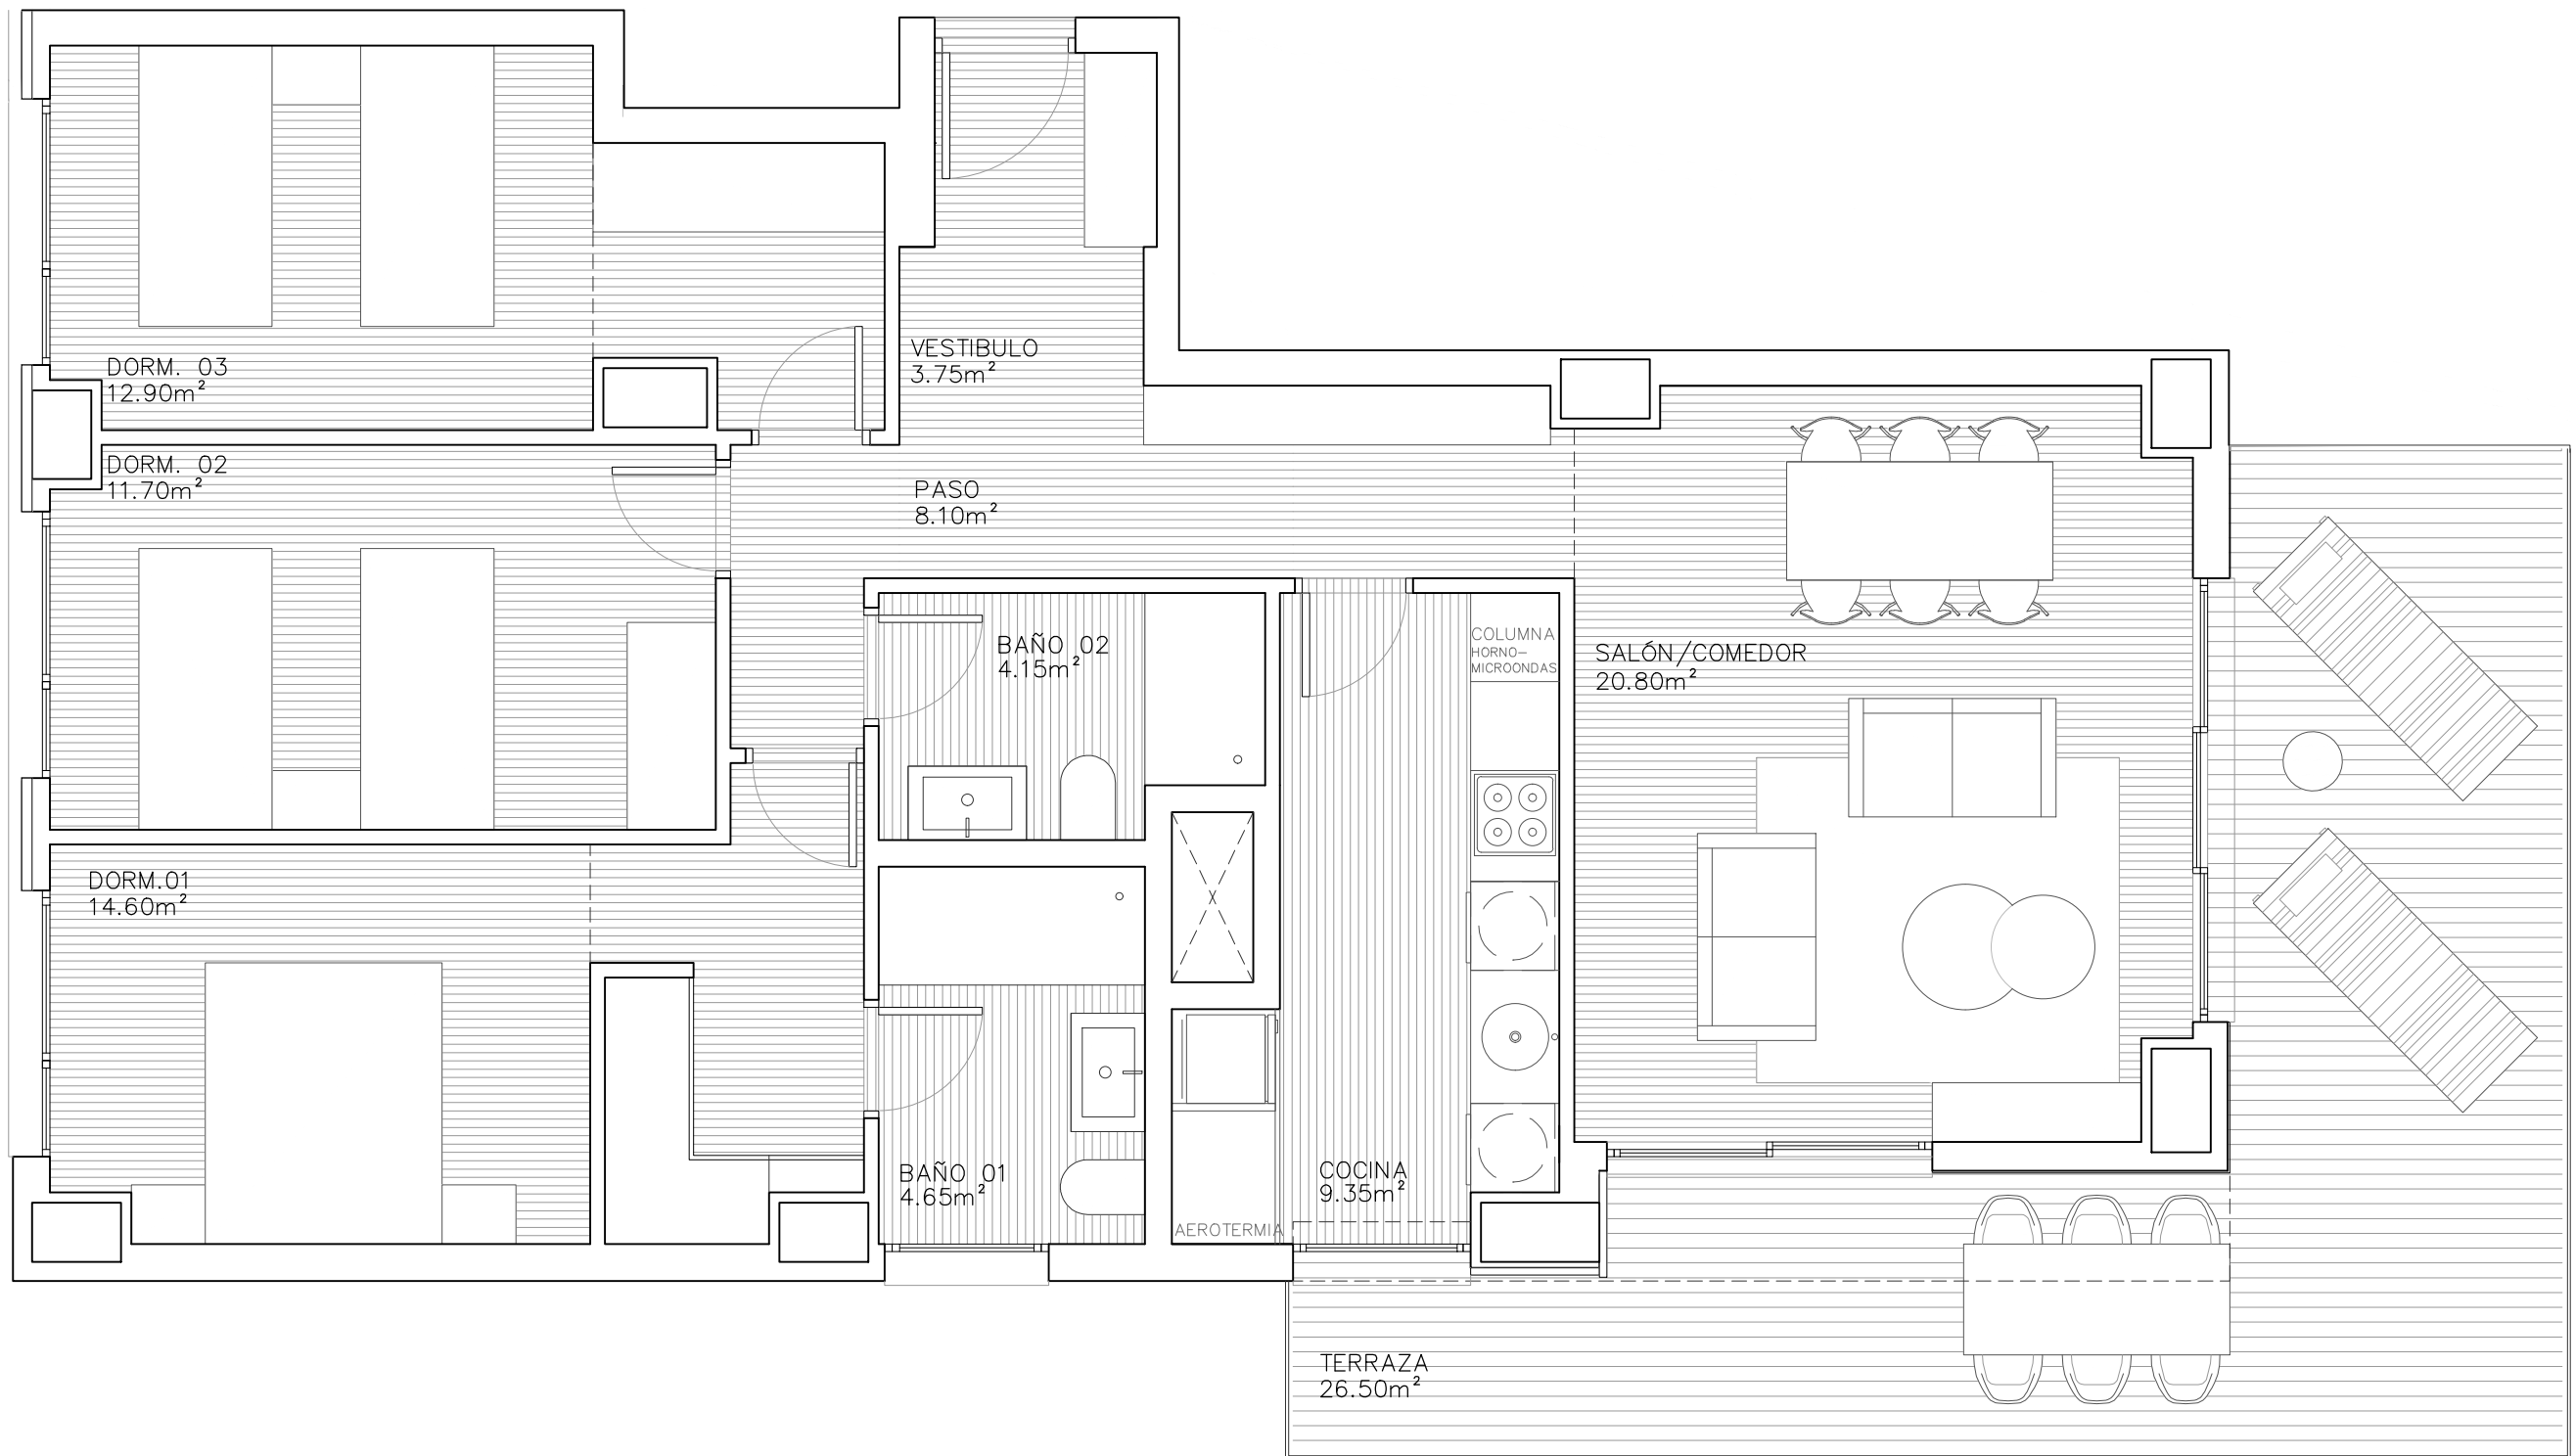 DORM. 03
12.90m²
DORM. 02
11.70m²
VESTIBULO
3.75m²
PASO
8.10m²
BAÑO 02
4.15m²
COLUMNA
HORNO-
MICROONDAS
SALÓN/COMEDOR
20.80m²
DORM.01
14.60m²
BAÑO 01
4.65m²
AEROTERMIA
COCINA
9.35m²
TERRAZA
26.50m²